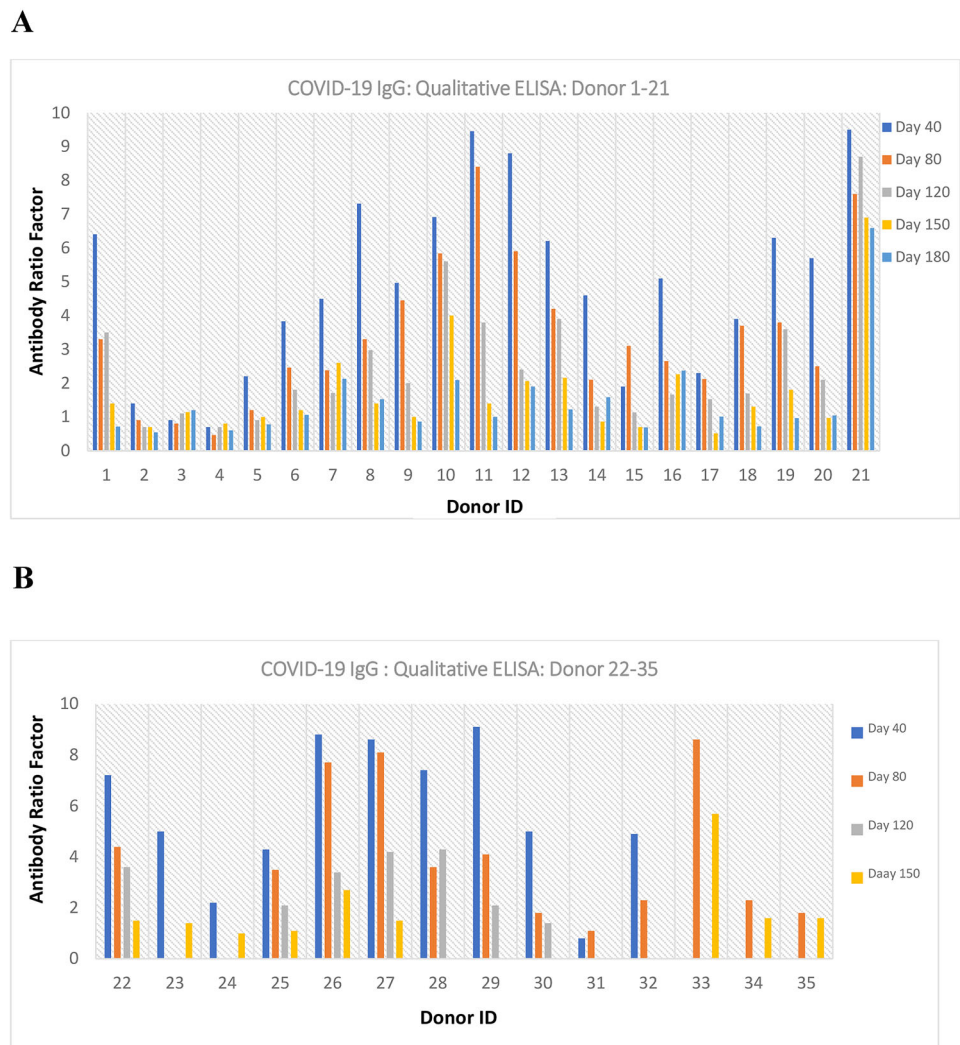 A
COVID-19 IgG: Qualitative ELISA: Donor 1-21
Antibody Ratio Factor
10
9
8
7
6
5
4
3
2
1
0
1 2 3 4 5 6 7 8 9 10 11 12 13 14 15 16 17 18 19 20 21
Donor ID
Day 40
Day 80
Day 120
Day 150
Day 180
B
COVID-19 IgG : Qualitative ELISA: Donor 22-35
Antibody Ratio Factor
10
8
6
4
2
0
22 23 24 25 26 27 28 29 30 31 32 33 34 35
Donor ID
Day 40
Day 80
Day 120
Daay 150